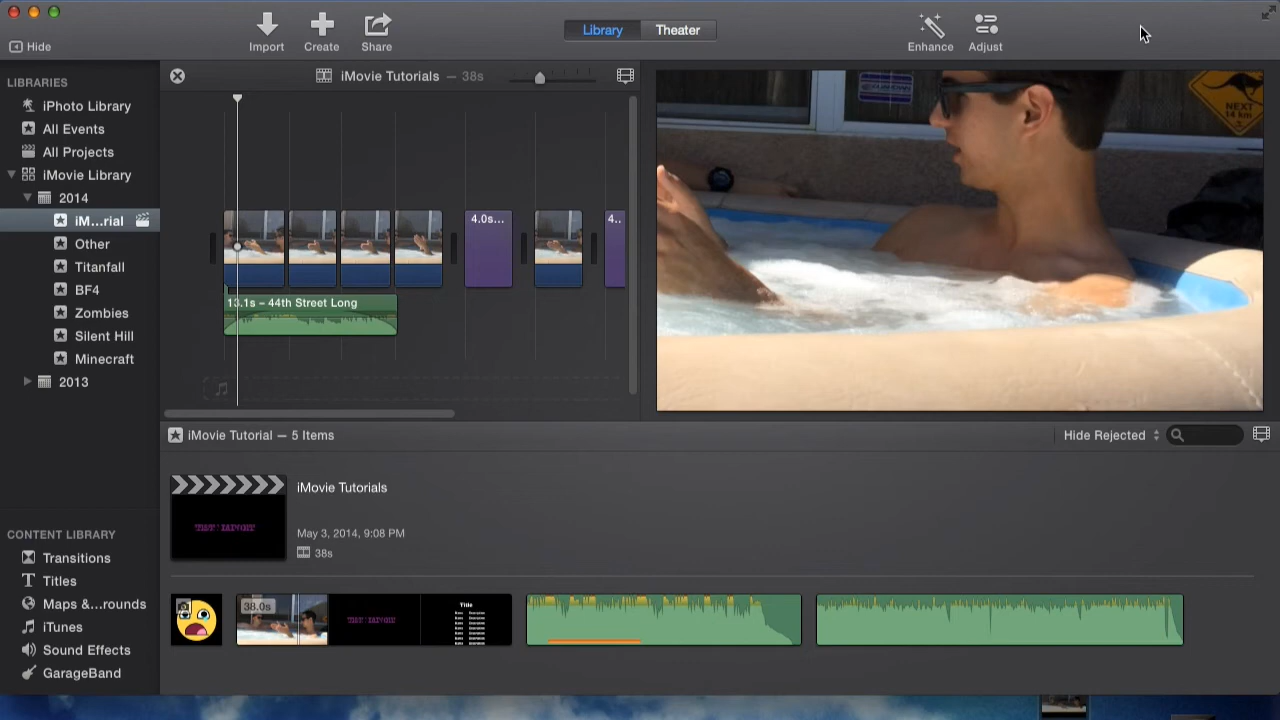 Hide
Import
Create
Share
Library
Theater
Enhance
Adjust
LIBRARIES
iPhoto Library
All Events
All Projects
iMovie Library
2014
iM...rial
Other
Titanfall
BF4
Zombies
Silent Hill
Minecraft
2013
iMovie Tutorials — 38s
4.0s...
4..
13.1s – 44th Street Long
NEXT
14 mi
iMovie Tutorial — 5 Items
Hide Rejected
iMovie Tutorials
May 3, 2014, 9:08 PM
38s
38.0s
Title
CONTENT LIBRARY
Transitions
Titles
Maps &...rounds
iTunes
Sound Effects
GarageBand